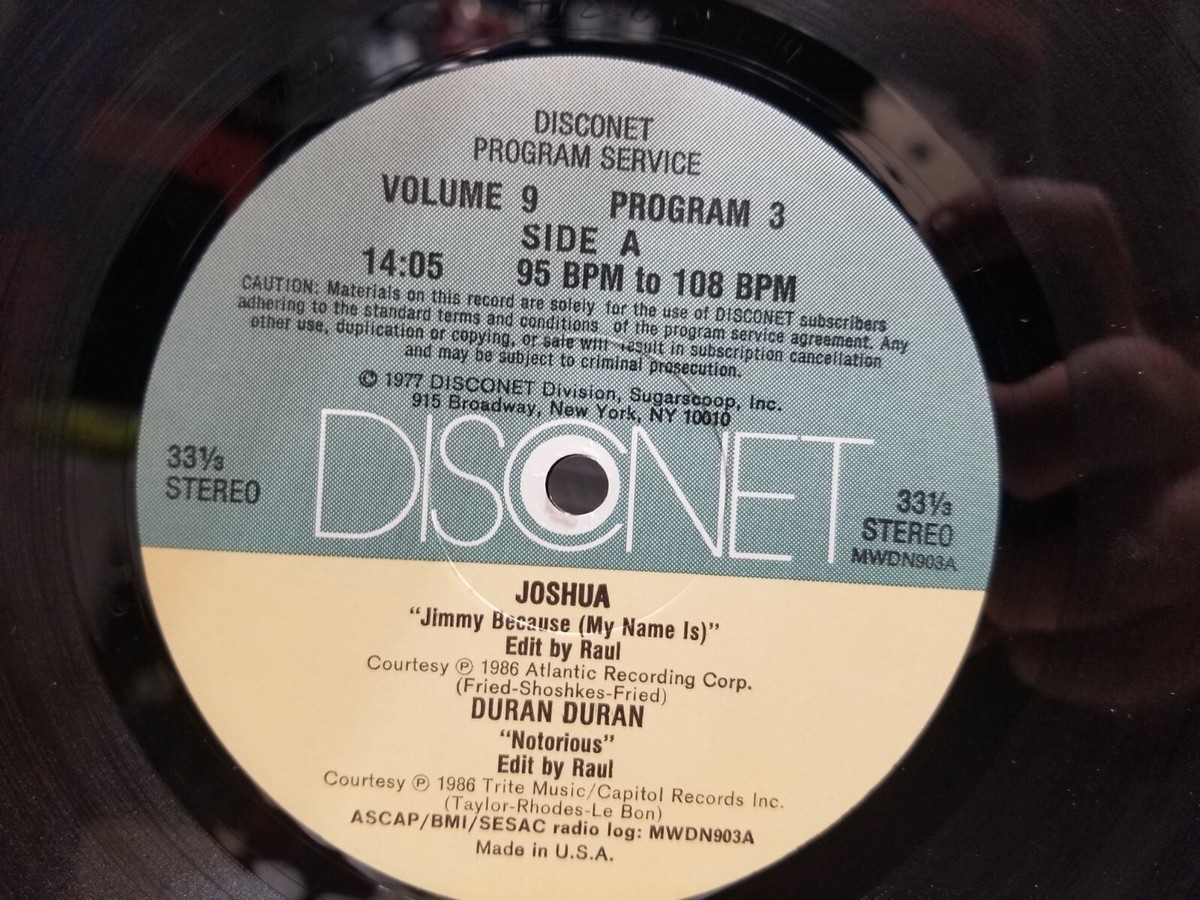 DISCONET
PROGRAM SERVICE
VOLUME 9 PROGRAM 3
SIDE A
14:05 95 BPM to 108 BPM
CAUTION: Materials on this record are solely for the use of DISCONET subscribers
adhering to the standard terms and conditions of the program service agreement. Any
other use, duplication or copying, or sale will result in subscription cancellation
and may be subject to criminal prosecution.
© 1977 DISCONET Division, Sugarscoop, Inc.
915 Broadway, New York, NY 10010
DISCONET
33⅓
STEREO
33⅓
STEREO
MWDN903A
JOSHUA
“Jimmy Because (My Name Is)”
Edit by Raul
Courtesy ℗ 1986 Atlantic Recording Corp.
(Fried-Shoshkes-Fried)
DURAN DURAN
“Notorious”
Edit by Raul
Courtesy ℗ 1986 Trite Music/Capitol Records Inc.
(Taylor-Rhodes-Le Bon)
ASCAP/BMI/SESAC radio log: MWDN903A
Made in U.S.A.